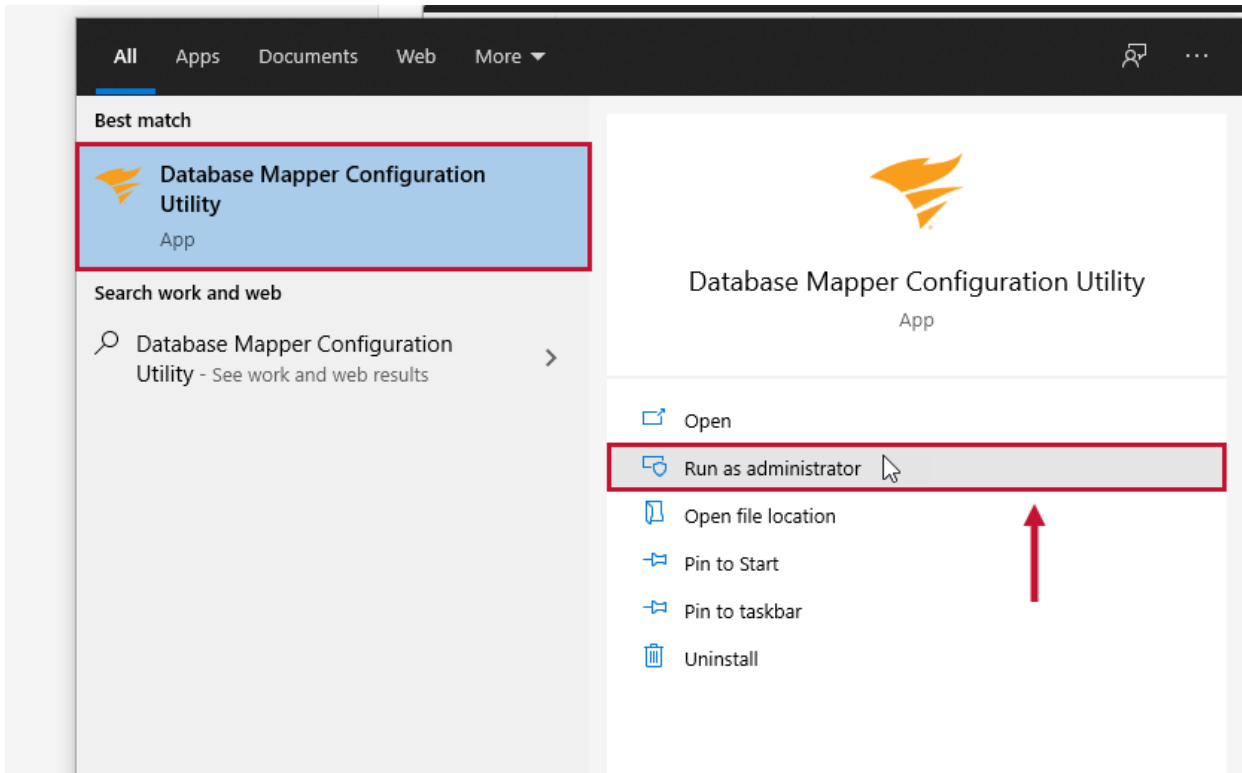 All Apps Documents Web More
Best match
Database Mapper Configuration
Utility
App
Search work and web
Database Mapper Configuration
Utility - See work and web results
Database Mapper Configuration Utility
App
Open
Run as administrator
Open file location
Pin to Start
Pin to taskbar
Uninstall